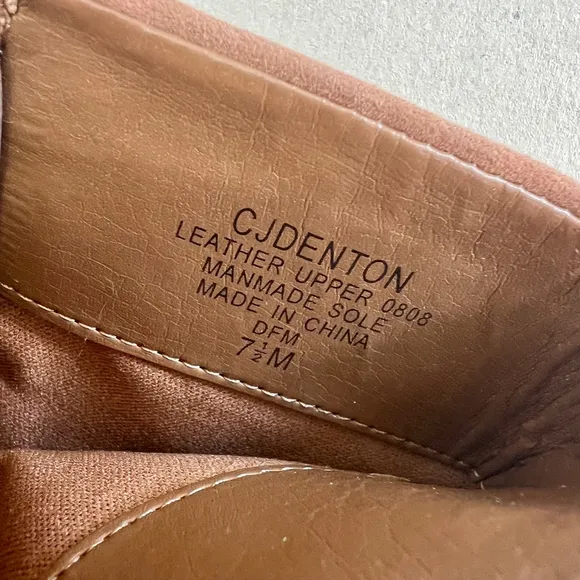 CJDENTON
LEATHER UPPER 0808
MANMADE SOLE
MADE IN CHINA
DFM
7½M